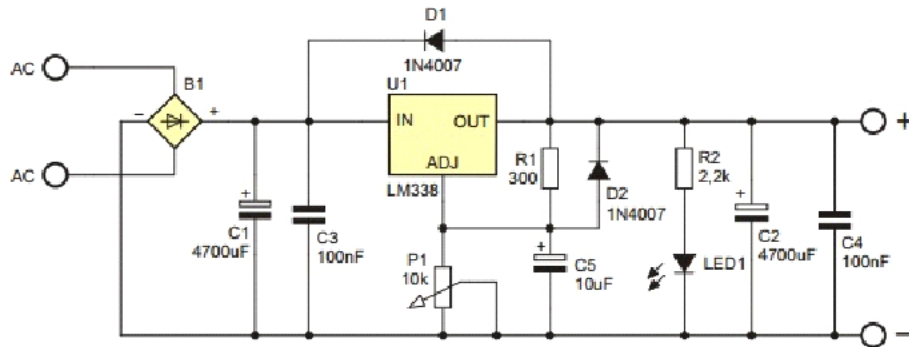 D1
1N4007
AC
B1
−
+
U1
IN
OUT
ADJ
LM338
R1
300
D2
1N4007
R2
2,2k
+
C1
4700uF
C3
100nF
P1
10k
+
C5
10uF
LED1
+
C2
4700uF
C4
100nF
AC
+
−